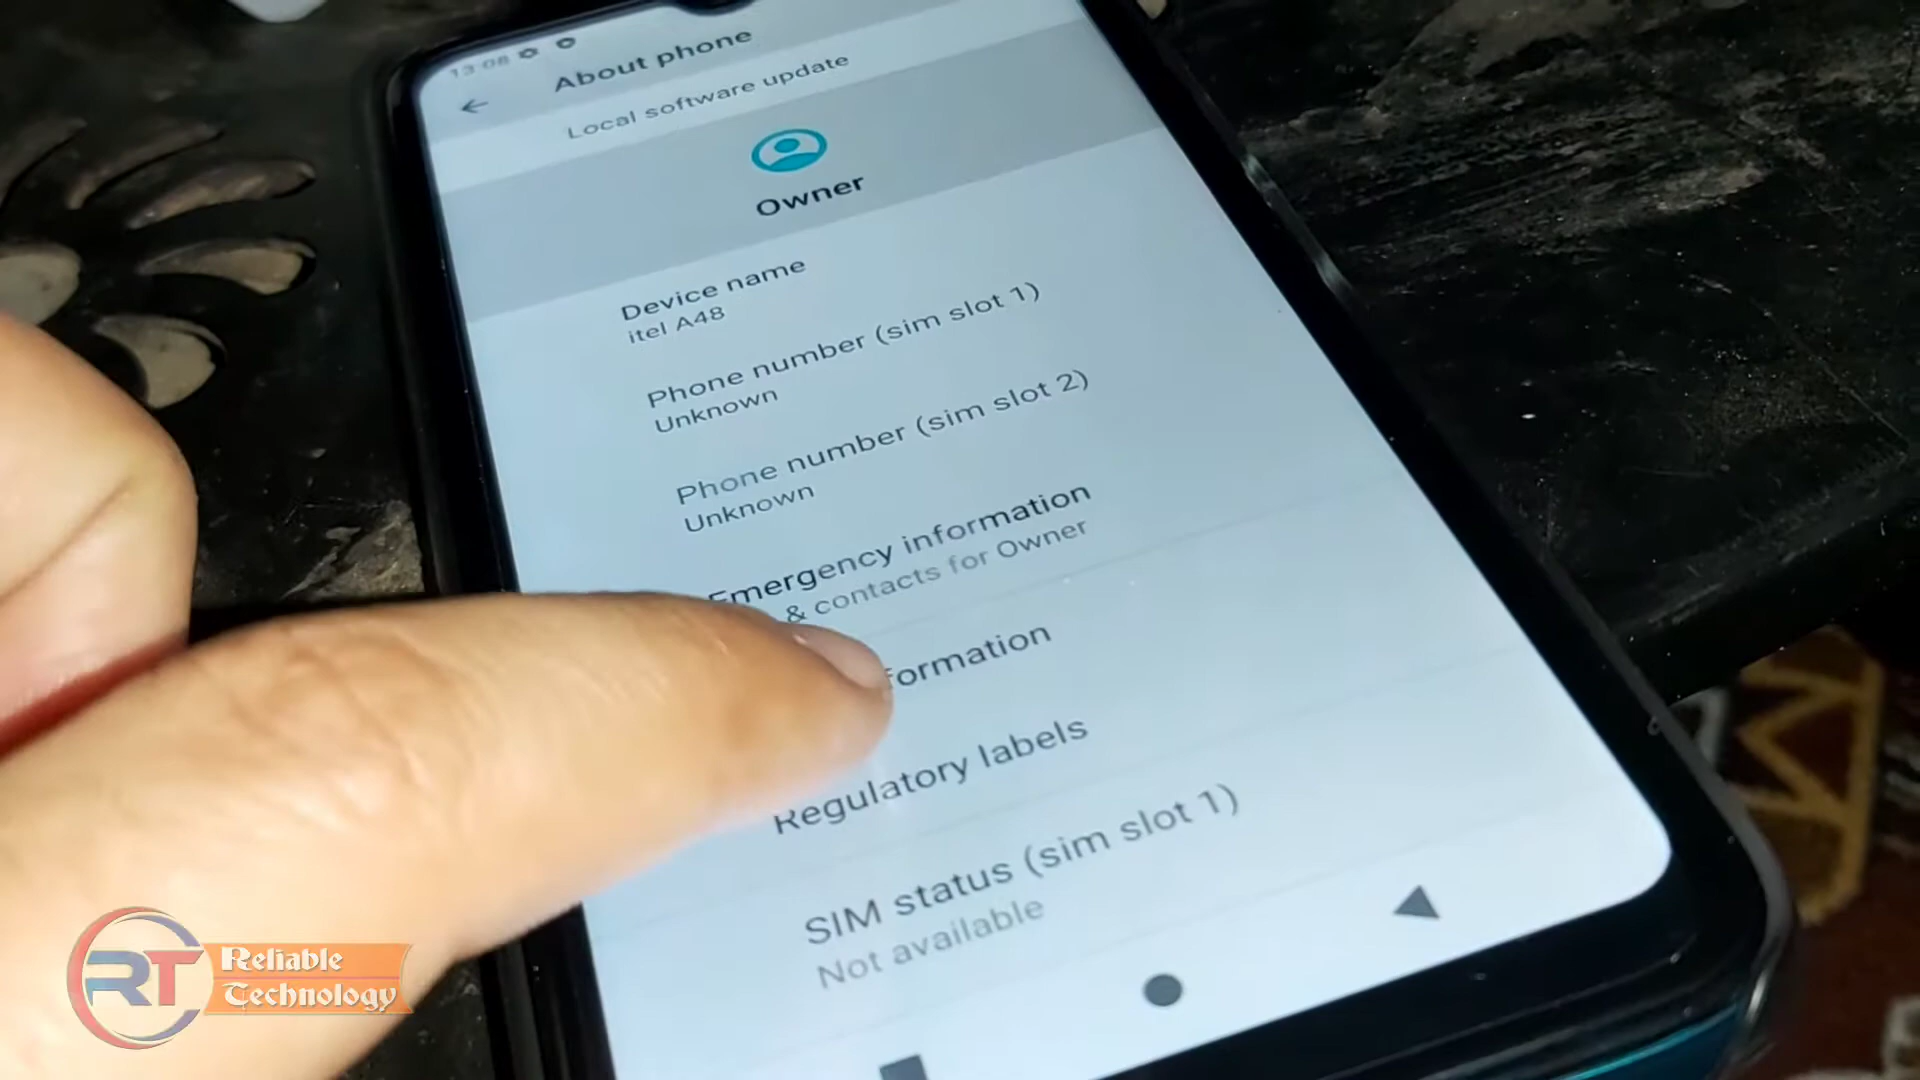 13:08
About phone
Local software update
Owner
Device name
itel A48
Phone number (sim slot 1)
Unknown
Phone number (sim slot 2)
Unknown
Emergency information
& contacts for Owner
formation
Regulatory labels
SIM status (sim slot 1)
Not available
RT
Reliable
Technology